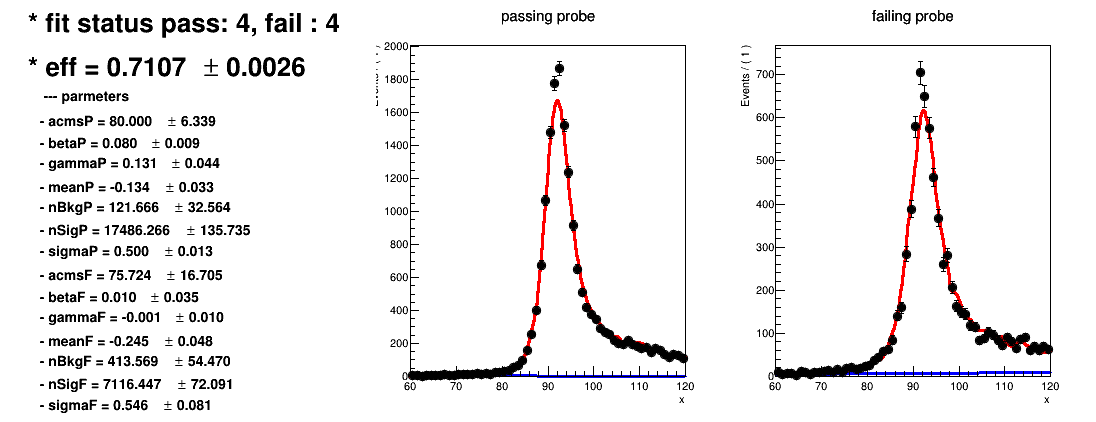 * fit status pass: 4, fail : 4
* eff = 0.7107 ± 0.0026
--- parmeters
- acmsP = 80.000 ± 6.339
- betaP = 0.080 ± 0.009
- gammaP = 0.131 ± 0.044
- meanP = -0.134 ± 0.033
- nBkgP = 121.666 ± 32.564
- nSigP = 17486.266 ± 135.735
- sigmaP = 0.500 ± 0.013
- acmsF = 75.724 ± 16.705
- betaF = 0.010 ± 0.035
- gammaF = -0.001 ± 0.010
- meanF = -0.245 ± 0.048
- nBkgF = 413.569 ± 54.470
- nSigF = 7116.447 ± 72.091
- sigmaF = 0.546 ± 0.081
passing probe
2000
1800
1600
1400
1200
1000
800
600
400
200
0
60 70 80 90 100 110 120
x
failing probe
Events / ( 1 )
700
600
500
400
300
200
100
0
60 70 80 90 100 110 120
x